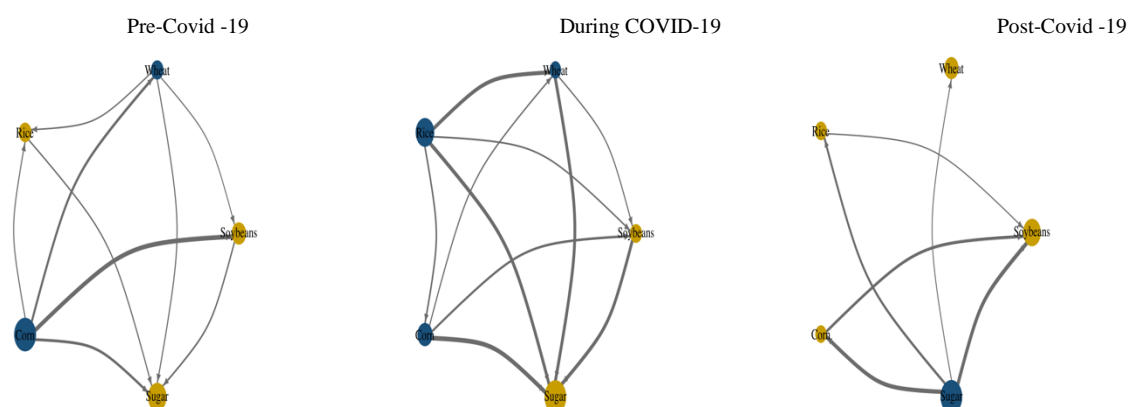 Pre-Covid -19
Wheat
Rice
Soybeans
Corn
Sugar
During COVID-19
Wheat
Rice
Soybeans
Corn
Sugar
Post-Covid -19
Wheat
Rice
Soybeans
Corn
Sugar